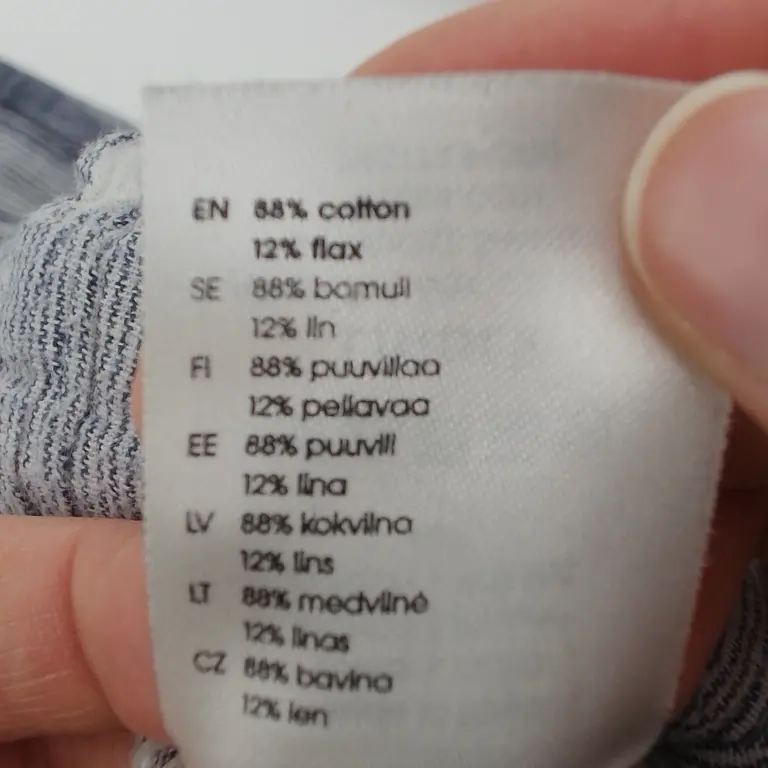 EN 88% cotton
12% flax
SE 88% bomull
12% lin
FI 88% puuvillaa
12% pellavaa
EE 88% puuvill
12% lina
LV 88% kokvilna
12% lins
LT 88% medvilnė
12% linas
CZ 88% bavlna
12% len